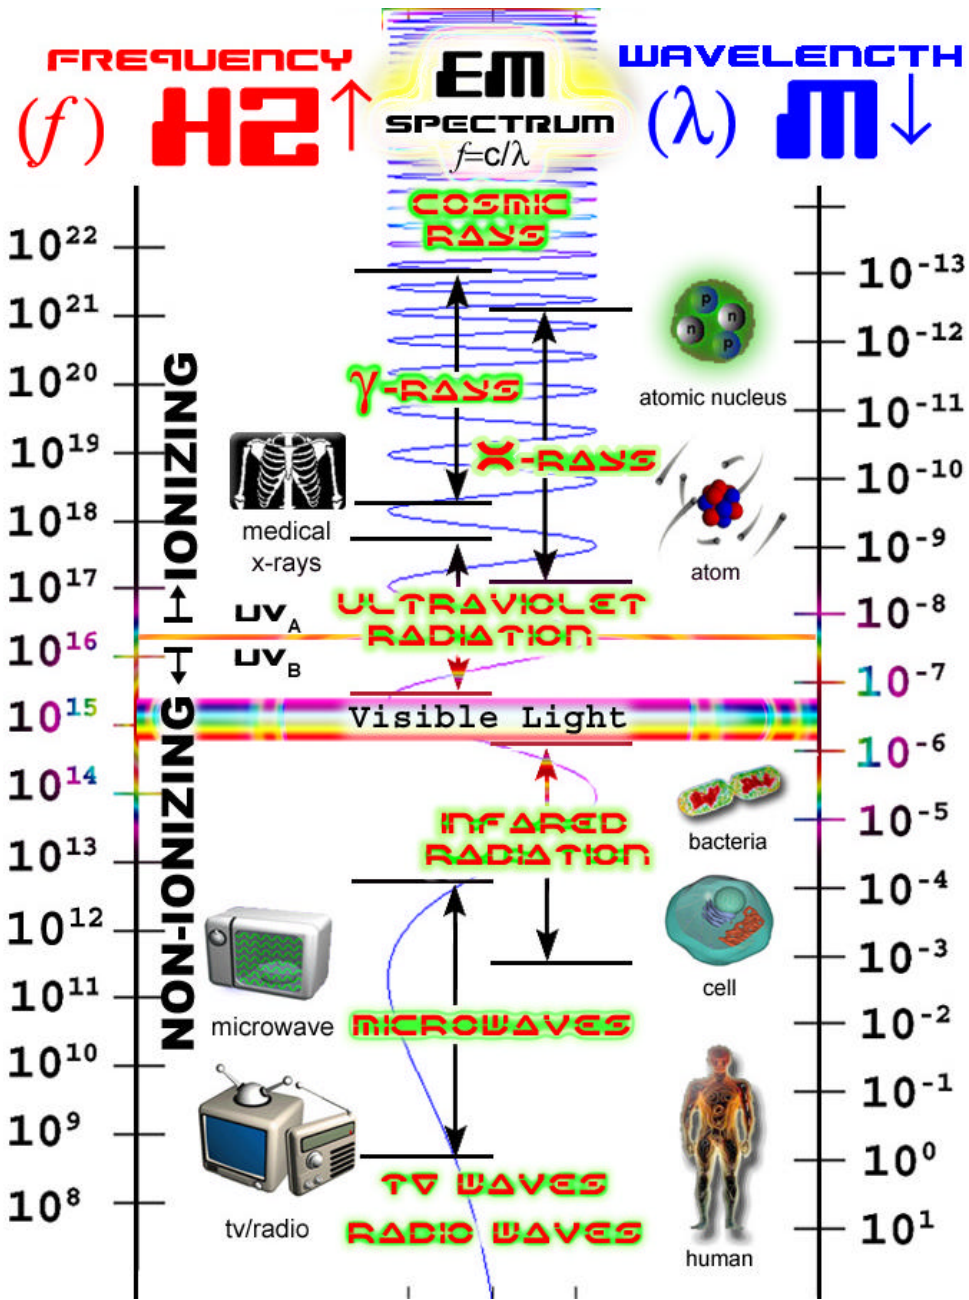 FREQUENCY
(f) HZ ↑
EM
SPECTRUM
f=c/λ
WAVELENGTH
(λ) M ↓
COSMIC
RAYS
10²²
10²¹
10²⁰
10¹⁹
10¹⁸
10¹⁷
10¹⁶
10¹⁵
10¹⁴
10¹³
10¹²
10¹¹
10¹⁰
10⁹
10⁸
IONIZING
NON-IONIZING
γ-RAYS
X-RAYS
medical
x-rays
UV A
UV B
ULTRAVIOLET
RADIATION
Visible Light
INFARED
RADIATION
microwave
MICROWAVES
tv/radio
TV WAVES
RADIO WAVES
p
n
n
p
atomic nucleus
atom
bacteria
cell
human
10⁻¹³
10⁻¹²
10⁻¹¹
10⁻¹⁰
10⁻⁹
10⁻⁸
10⁻⁷
10⁻⁶
10⁻⁵
10⁻⁴
10⁻³
10⁻²
10⁻¹
10⁰
10¹